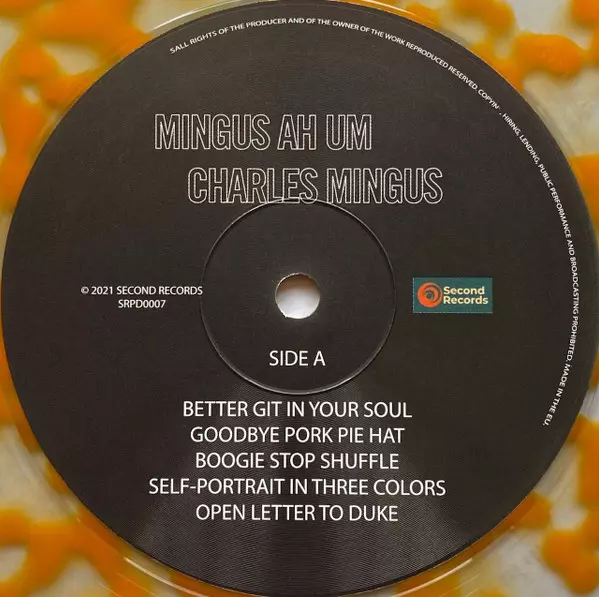 SALL RIGHTS OF THE PRODUCER AND OF THE OWNER OF THE WORK REPRODUCED RESERVED. COPYIN , HIRING, LENDING, PUBLIC PERFORMANCE AND BROADCASTING PROHIBITED. MADE IN THE EU.
MINGUS AH UM
CHARLES MINGUS
© 2021 SECOND RECORDS
SRPD0007
Second
Records
SIDE A
BETTER GIT IN YOUR SOUL
GOODBYE PORK PIE HAT
BOOGIE STOP SHUFFLE
SELF-PORTRAIT IN THREE COLORS
OPEN LETTER TO DUKE